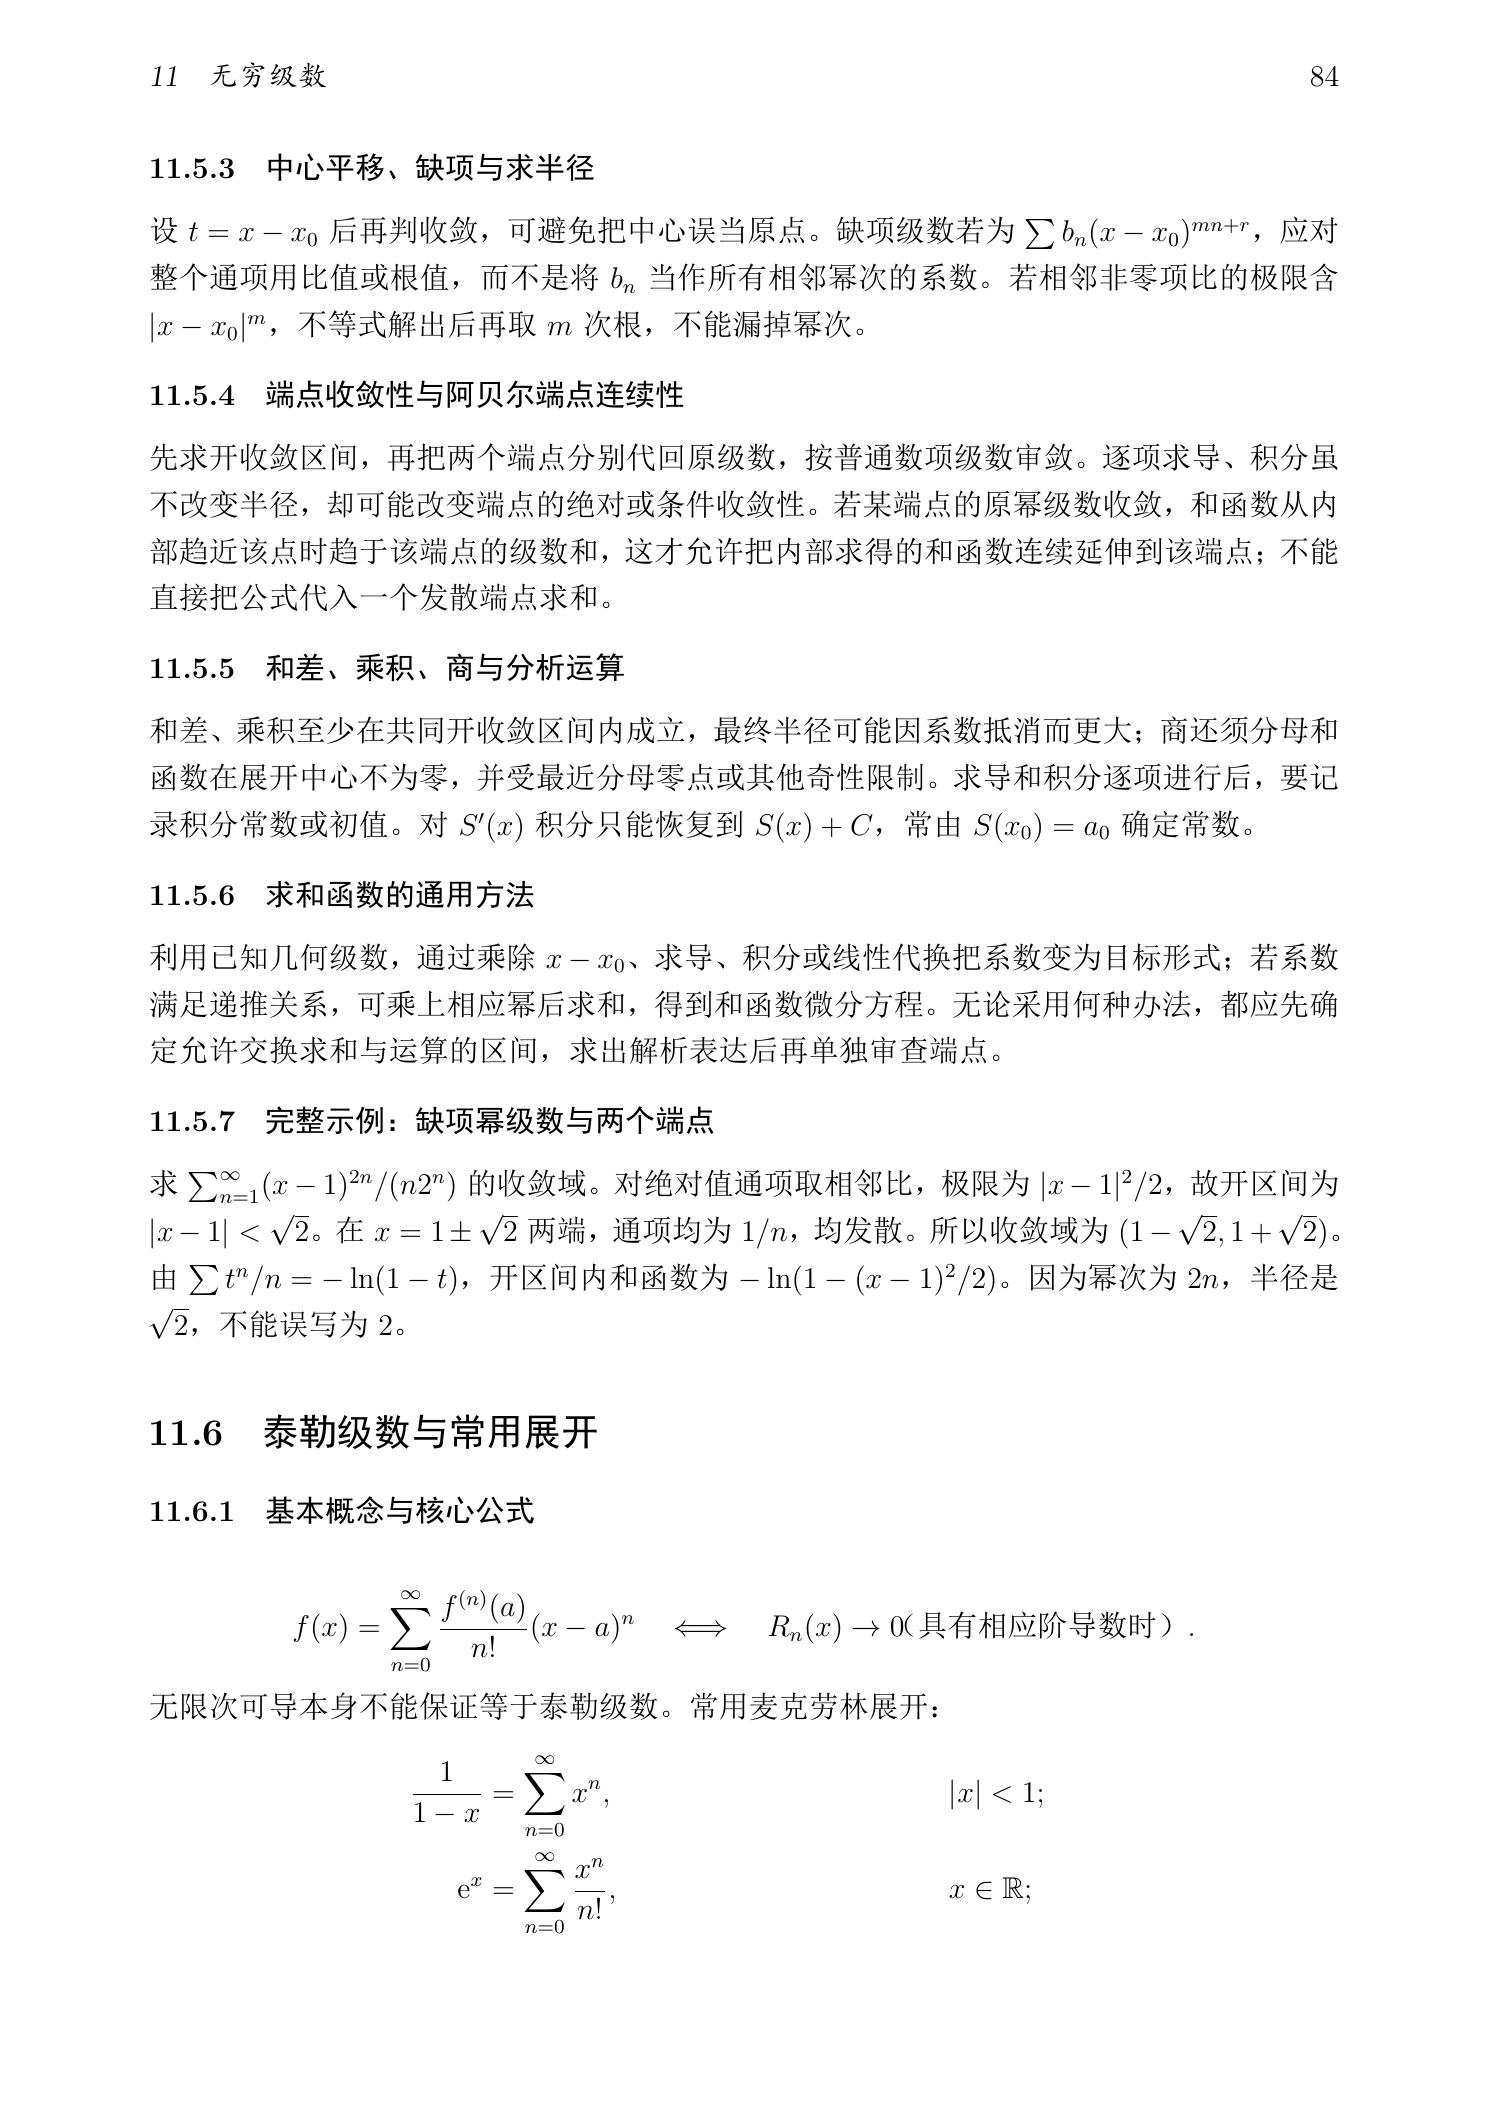 11 无穷级数 84
11.5.3 中心平移、缺项与求半径
设 t = x − x₀ 后再判收敛，可避免把中心误当原点。缺项级数若为 ∑ bₙ(x − x₀)ᵐⁿ⁺ʳ，应对
整个通项用比值或根值，而不是将 bₙ 当作所有相邻幂次的系数。若相邻非零项比的极限含
|x − x₀|ᵐ，不等式解出后再取 m 次根，不能漏掉幂次。
11.5.4 端点收敛性与阿贝尔端点连续性
先求开收敛区间，再把两个端点分别代回原级数，按普通数项级数审敛。逐项求导、积分虽
不改变半径，却可能改变端点的绝对或条件收敛性。若某端点的原幂级数收敛，和函数从内
部趋近该点时趋于该端点的级数和，这才允许把内部求得的和函数连续延伸到该端点；不能
直接把公式代入一个发散端点求和。
11.5.5 和差、乘积、商与分析运算
和差、乘积至少在共同开收敛区间内成立，最终半径可能因系数抵消而更大；商还须分母和
函数在展开中心不为零，并受最近分母零点或其他奇性限制。求导和积分逐项进行后，要记
录积分常数或初值。对 S′(x) 积分只能恢复到 S(x) + C，常由 S(x₀) = a₀ 确定常数。
11.5.6 求和函数的通用方法
利用已知几何级数，通过乘除 x − x₀、求导、积分或线性代换把系数变为目标形式；若系数
满足递推关系，可乘上相应幂后求和，得到和函数微分方程。无论采用何种办法，都应先确
定允许交换求和与运算的区间，求出解析表达后再单独审查端点。
11.5.7 完整示例：缺项幂级数与两个端点
求 ∑_{n=1}^{∞}(x − 1)²ⁿ/(n2ⁿ) 的收敛域。对绝对值通项取相邻比，极限为 |x − 1|²/2，故开区间为
|x − 1| < √2。在 x = 1 ± √2 两端，通项均为 1/n，均发散。所以收敛域为 (1 − √2, 1 + √2)。
由 ∑ tⁿ/n = − ln(1 − t)，开区间内和函数为 − ln(1 − (x − 1)²/2)。因为幂次为 2n，半径是
√2，不能误写为 2。
11.6 泰勒级数与常用展开
11.6.1 基本概念与核心公式
f(x) = ∑_{n=0}^{∞} f⁽ⁿ⁾(a)/n! (x − a)ⁿ ⟺ Rₙ(x) → 0（具有相应阶导数时）.
无限次可导本身不能保证等于泰勒级数。常用麦克劳林展开：
1/(1 − x) = ∑_{n=0}^{∞} xⁿ, |x| < 1;
eˣ = ∑_{n=0}^{∞} xⁿ/n!, x ∈ ℝ;